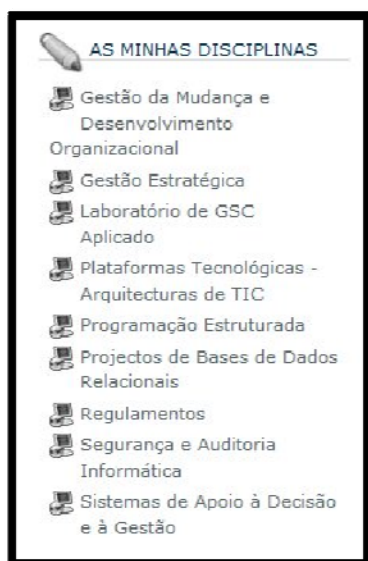 AS MINHAS DISCIPLINAS
Gestão da Mudança e
Desenvolvimento
Organizacional
Gestão Estratégica
Laboratório de GSC
Aplicado
Plataformas Tecnológicas -
Arquitecturas de TIC
Programação Estruturada
Projectos de Bases de Dados
Relacionais
Regulamentos
Segurança e Auditoria
Informática
Sistemas de Apoio à Decisão
e à Gestão